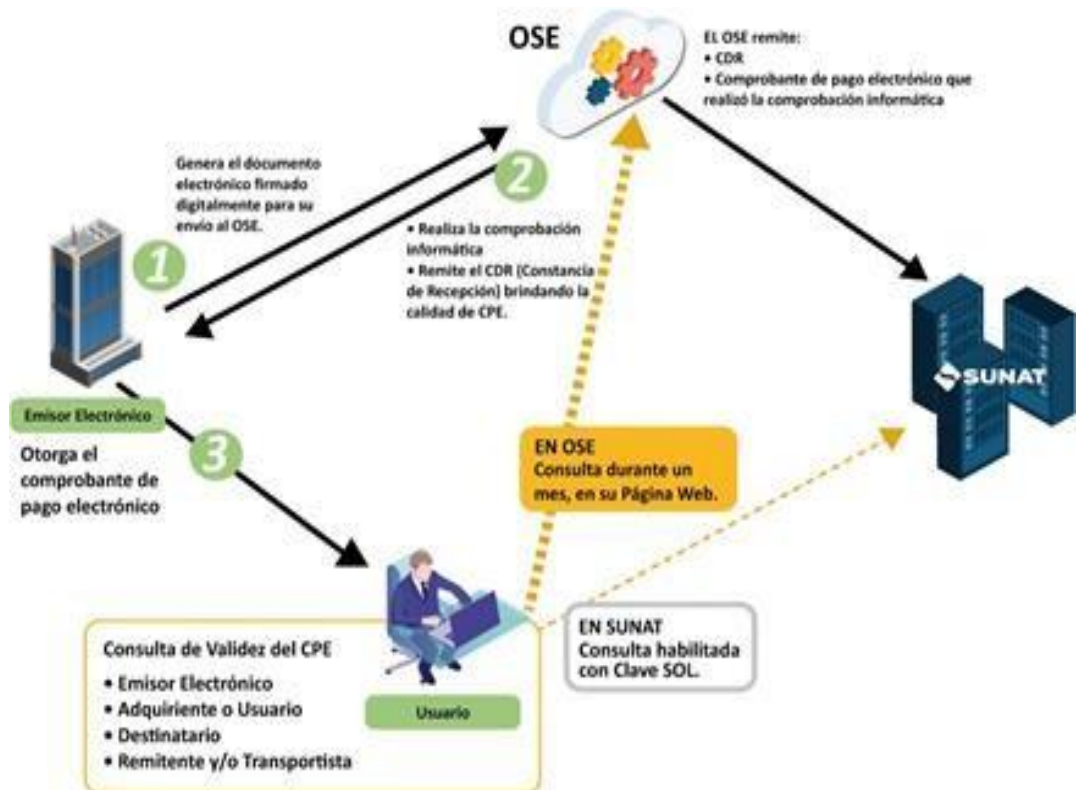 OSE
EL OSE remite:
• CDR
• Comprobante de pago electrónico que
realizó la comprobación informática
Genera el documento
electrónico firmado
digitalmente para su
envío al OSE.
1
2
• Realiza la comprobación
informática
• Remite el CDR (Constancia
de Recepción) brindando la
calidad de CPE.
SUNAT
Emisor Electrónico
3
Otorga el
comprobante de
pago electrónico
EN OSE
Consulta durante un
mes, en su Página Web.
EN SUNAT
Consulta habilitada
con Clave SOL.
Consulta de Validez del CPE
• Emisor Electrónico
• Adquiriente o Usuario
• Destinatario
• Remitente y/o Transportista
Usuario